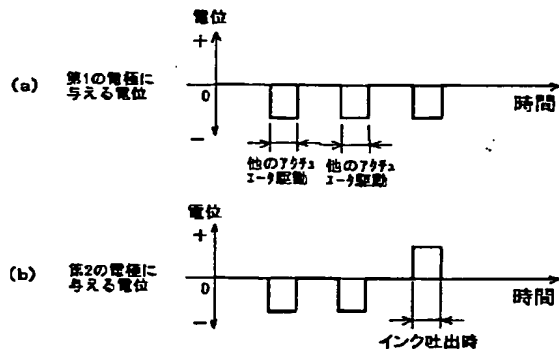 電位
+
(a) 第1の電極に
与える電位
0
時間
−
他のアクチュ
エータ駆動
他のアクチュ
エータ駆動
電位
+
(b) 第2の電極に
与える電位
0
時間
−
インク吐出時